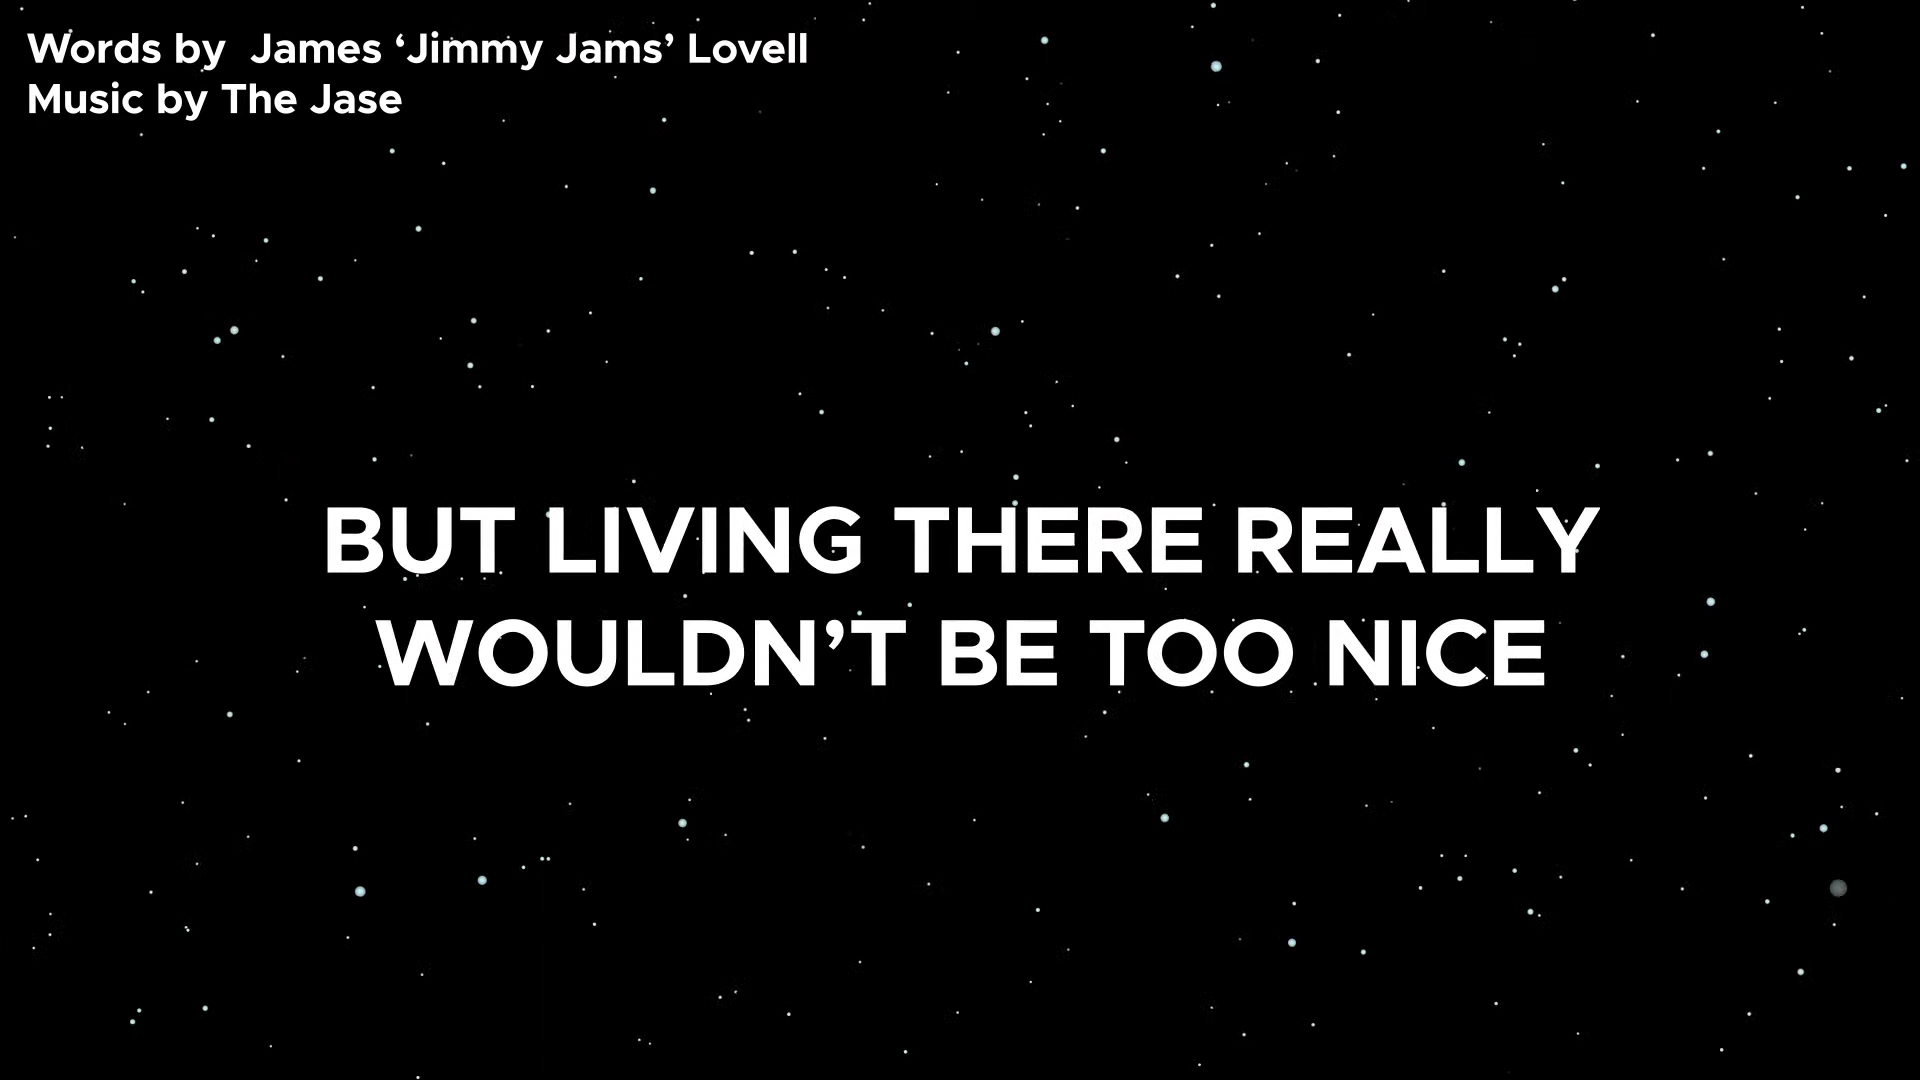 Words by  James ‘Jimmy Jams’ Lovell
Music by The Jase
BUT LIVING THERE REALLY
WOULDN’T BE TOO NICE